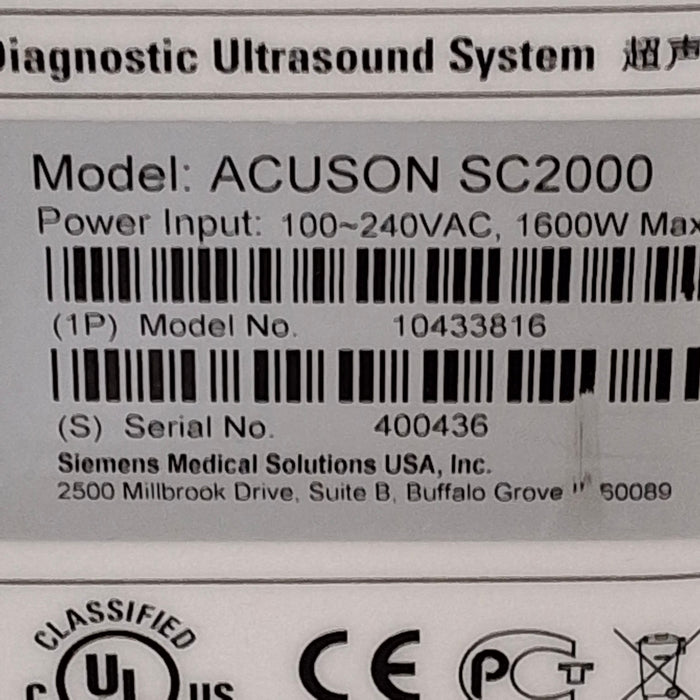 Diagnostic Ultrasound System 超声
Model: ACUSON SC2000
Power Input: 100~240VAC, 1600W Max
(1P) Model No. 10433816
(S) Serial No. 400436
Siemens Medical Solutions USA, Inc.
2500 Millbrook Drive, Suite B, Buffalo Grove 60089
CLASSIFIED
C UL US
CE PCT